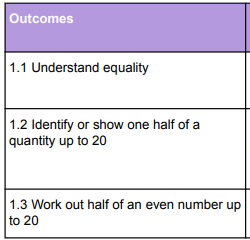 Outcomes
1.1 Understand equality
1.2 Identify or show one half of a
quantity up to 20
1.3 Work out half of an even number up
to 20